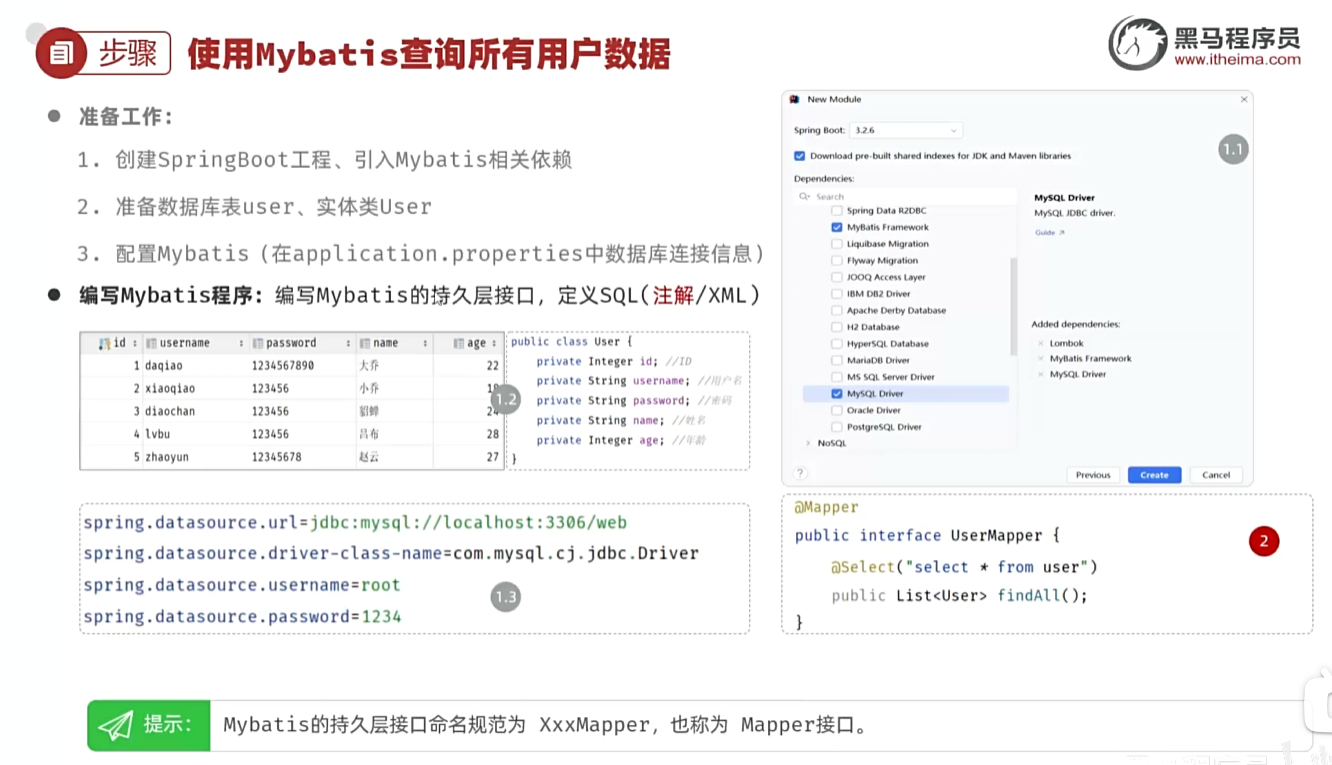 步骤 使用Mybatis查询所有用户数据
黑马程序员
www.itheima.com
准备工作：
1. 创建SpringBoot工程、引入Mybatis相关依赖
2. 准备数据库表user、实体类User
3. 配置Mybatis（在application.properties中数据库连接信息）
编写Mybatis程序：编写Mybatis的持久层接口，定义SQL（注解/XML）
id username password name age
1 daqiao 1234567890 大乔 22
2 xiaoqiao 123456 小乔
3 diaochan 123456 貂蝉 24
4 lvbu 123456 吕布 28
5 zhaoyun 12345678 赵云 27
1.2
public class User {
private Integer id; //ID
private String username; //用户名
private String password; //密码
private String name; //姓名
private Integer age; //年龄
}
spring.datasource.url=jdbc:mysql://localhost:3306/web
spring.datasource.driver-class-name=com.mysql.cj.jdbc.Driver
spring.datasource.username=root
spring.datasource.password=1234
1.3
New Module
Spring Boot: 3.2.6
1.1
Download pre-built shared indexes for JDK and Maven libraries
Dependencies:
Search
Spring Data R2DBC
MyBatis Framework
Liquibase Migration
Flyway Migration
JOOQ Access Layer
IBM DB2 Driver
Apache Derby Database
H2 Database
HyperSQL Database
MariaDB Driver
MS SQL Server Driver
MySQL Driver
Oracle Driver
PostgreSQL Driver
NoSQL
MySQL Driver
MySQL JDBC driver.
Guide
Added dependencies:
Lombok
MyBatis Framework
MySQL Driver
?
Previous Create Cancel
@Mapper
public interface UserMapper {
@Select("select * from user")
public List<User> findAll();
}
2
提示：
Mybatis的持久层接口命名规范为 XxxMapper，也称为 Mapper接口。